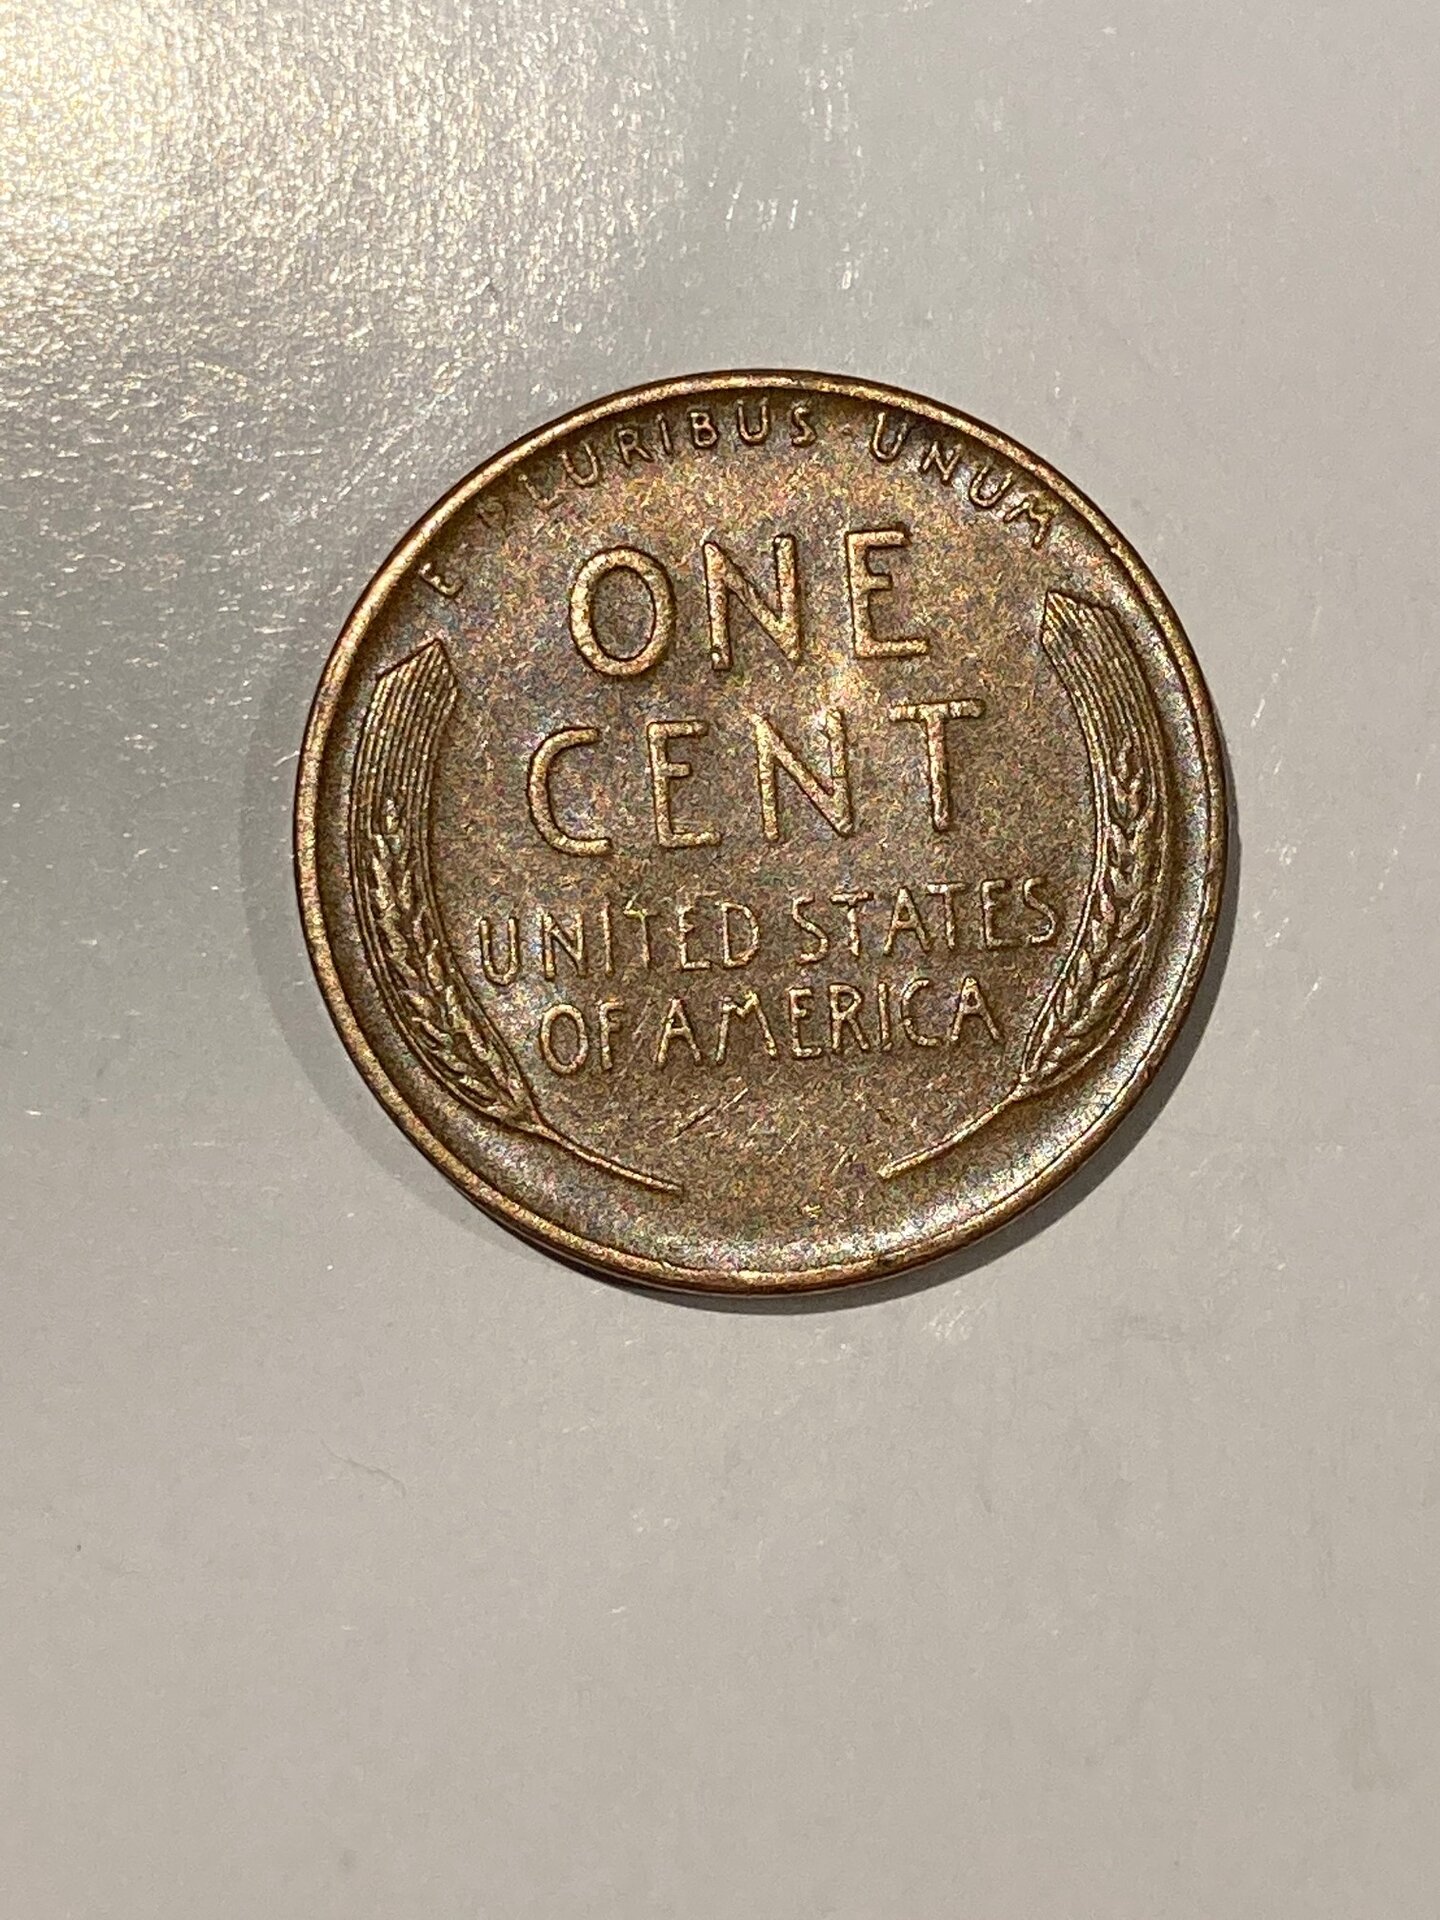 E PLURIBUS · UNUM
ONE
CENT
UNITED STATES
OF AMERICA